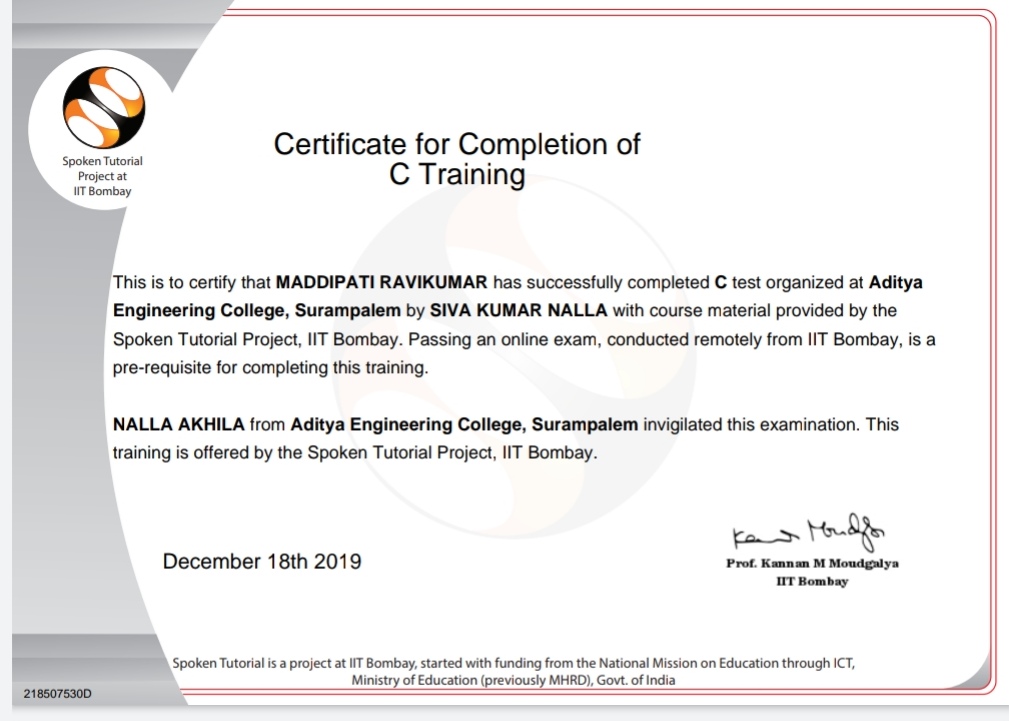 Spoken Tutorial
Project at
IIT Bombay
Certificate for Completion of
C Training
This is to certify that MADDIPATI RAVIKUMAR has successfully completed C test organized at Aditya
Engineering College, Surampalem by SIVA KUMAR NALLA with course material provided by the
Spoken Tutorial Project, IIT Bombay. Passing an online exam, conducted remotely from IIT Bombay, is a
pre-requisite for completing this training.
NALLA AKHILA from Aditya Engineering College, Surampalem invigilated this examination. This
training is offered by the Spoken Tutorial Project, IIT Bombay.
December 18th 2019
Prof. Kannan M Moudgalya
IIT Bombay
Spoken Tutorial is a project at IIT Bombay, started with funding from the National Mission on Education through ICT,
Ministry of Education (previously MHRD), Govt. of India
218507530D